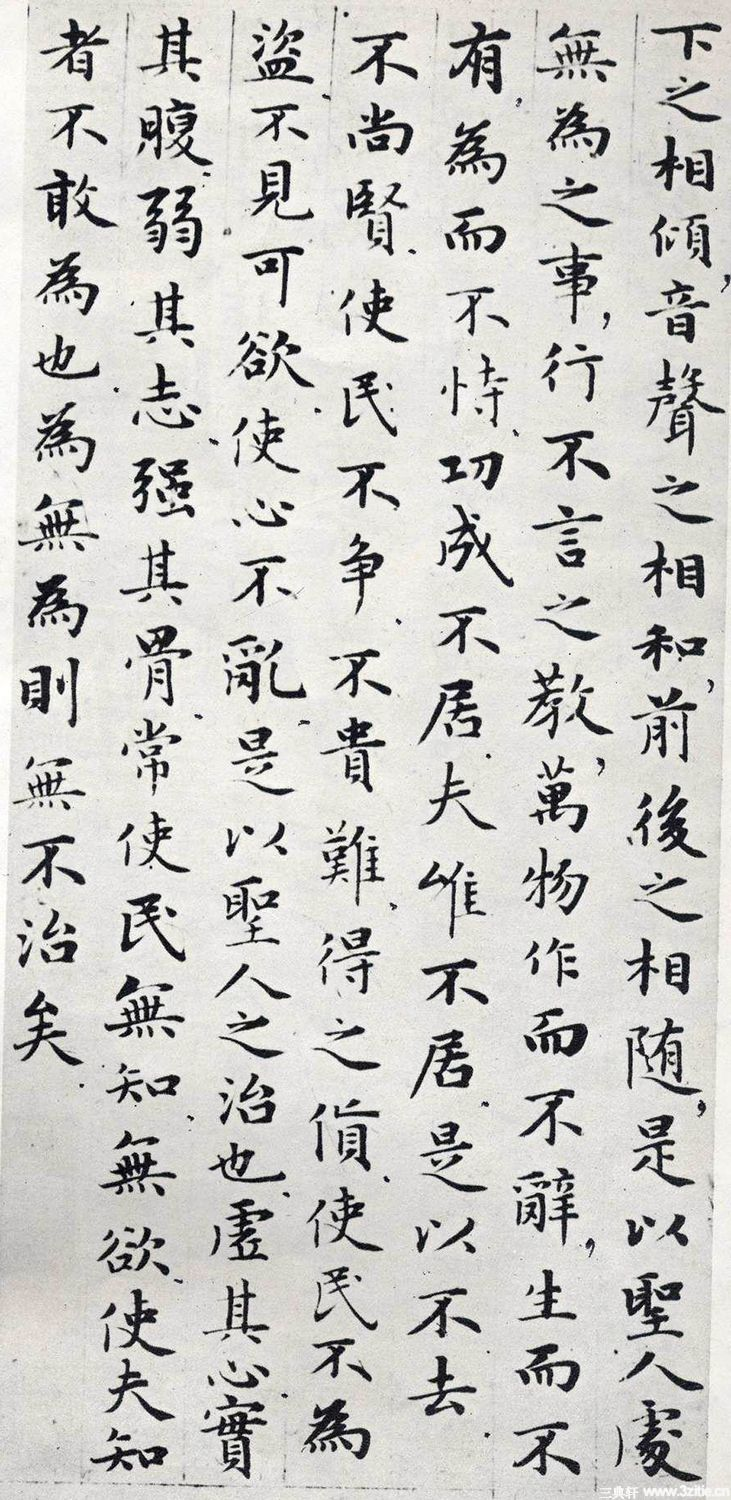 下之相傾，音聲之相和，前後之相随，是以聖人處
無為之事，行不言之教，萬物作而不辭，生而不
有，為而不恃、功成不居、夫唯不居、是以不去
不尚賢、使民不争、不貴難得之貨、使民不為
盜、不見可欲、使心不亂、是以聖人之治也、虛其心、實
其腹、弱其志、强其骨、常使民無知、無欲、使夫知
者不敢為也、為無為則無不治矣
三典轩 www.3zitie.cn